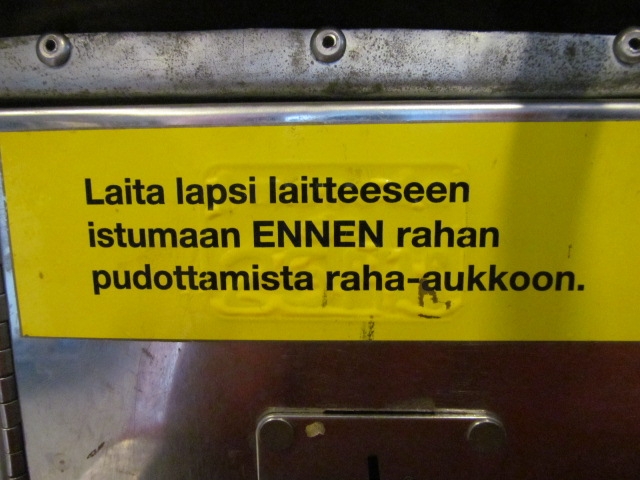 Laita lapsi laitteeseen
istumaan ENNEN rahan
pudottamista raha-aukkoon.